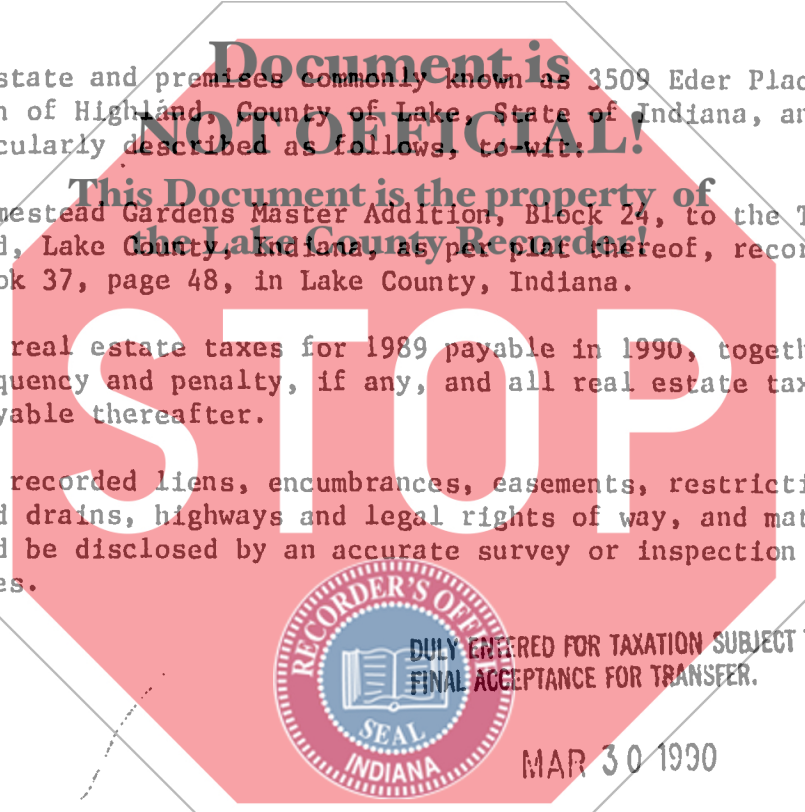 Document is
state and premises commonly known as 3509 Eder Plac
n of Highland, County of Lake, State of Indiana, an
NOT OFFICIAL!
cularly described as follows, to-wit:
This Document is the property of
mestead Gardens Master Addition, Block 24, to the T
the Lake County Recorder!
d, Lake County, Indiana, as per plat thereof, recor
ok 37, page 48, in Lake County, Indiana.
STOP
real estate taxes for 1989 payable in 1990, togeth
quency and penalty, if any, and all real estate tax
yable thereafter.
recorded liens, encumbrances, easements, restricti
d drains, highways and legal rights of way, and mat
d be disclosed by an accurate survey or inspection
es.
RECORDER'S OFFICE
SEAL
INDIANA
DULY ENTERED FOR TAXATION SUBJECT T
FINAL ACCEPTANCE FOR TRANSFER.
MAR 30 1990